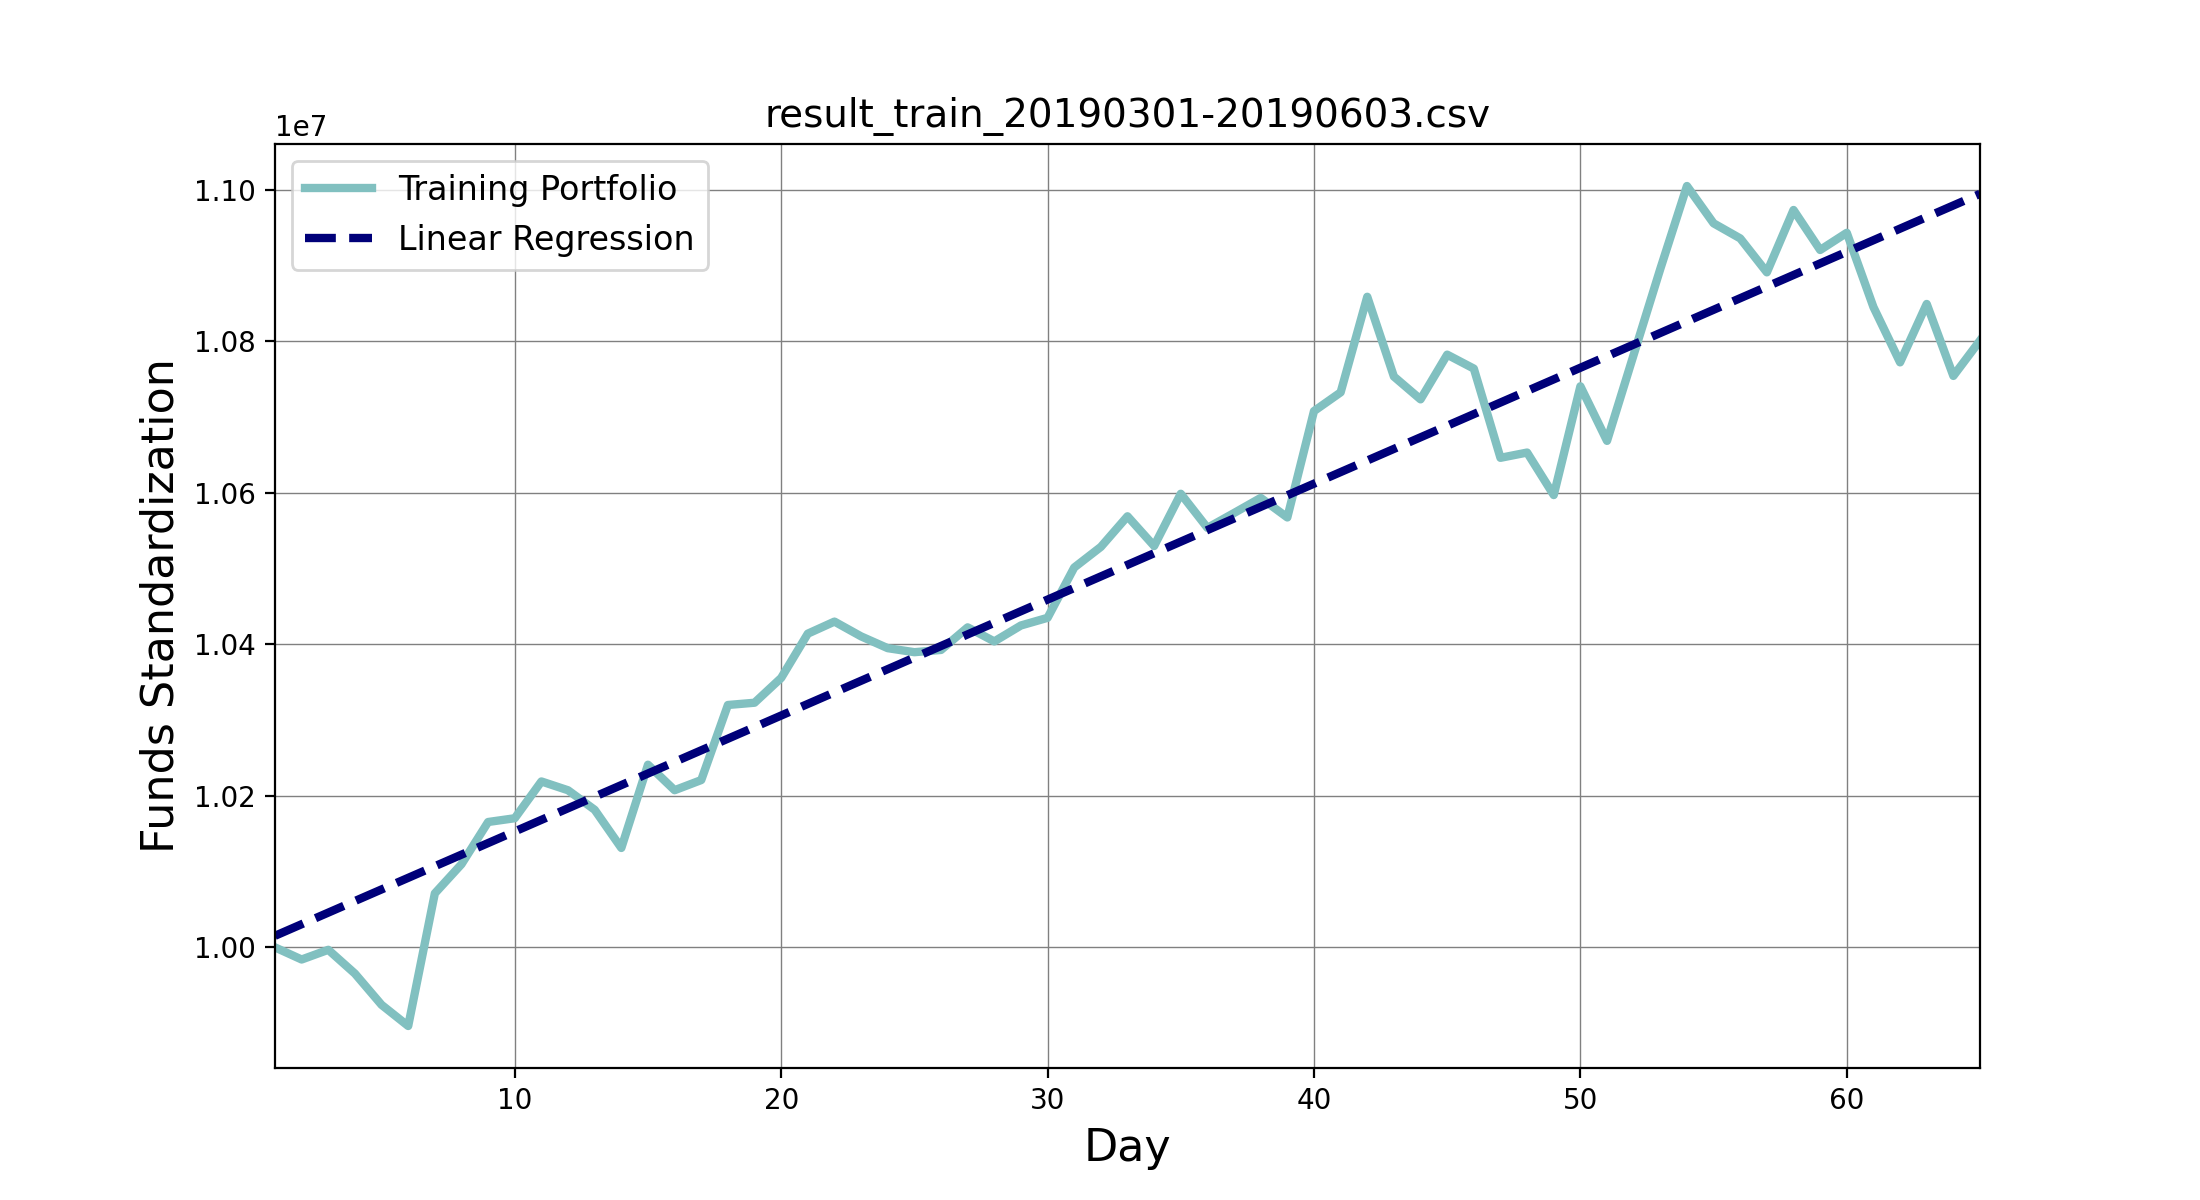 result_train_20190301-20190603.csv
1e7
Training Portfolio
Linear Regression
1.10
1.08
1.06
1.04
1.02
1.00
Funds Standardization
10 20 30 40 50 60
Day